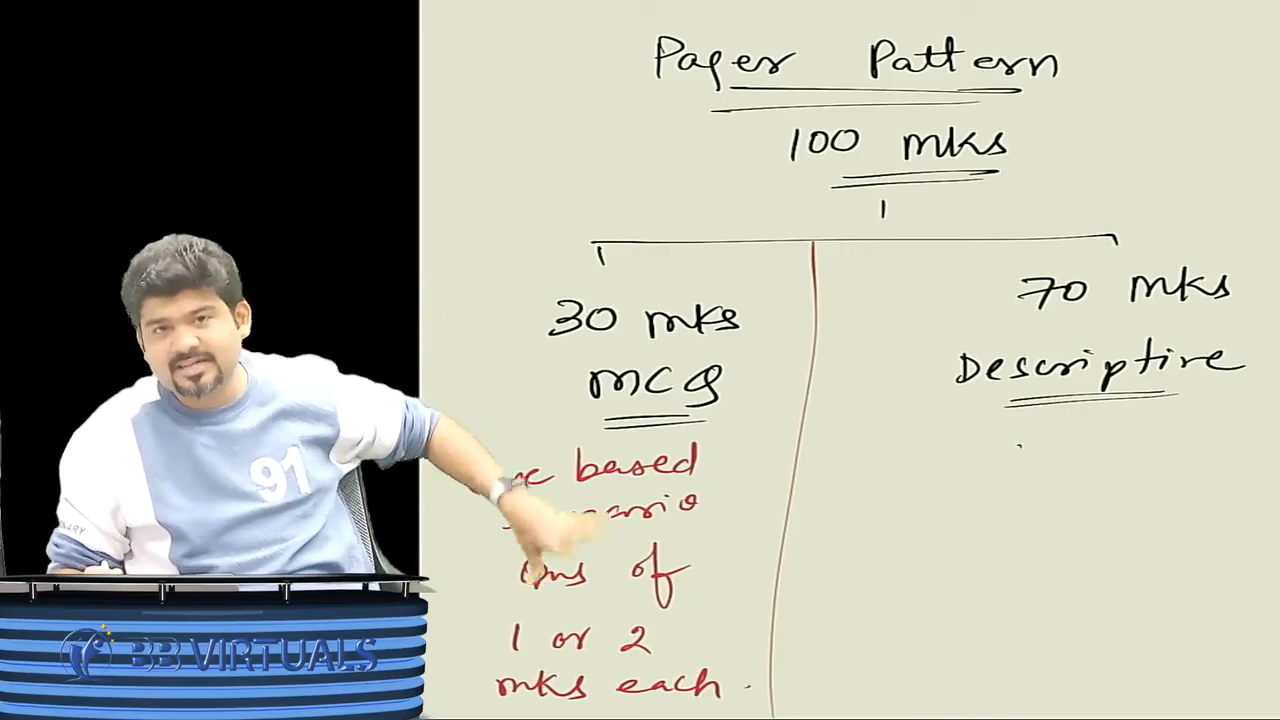 Paper Pattern
100 mks
30 mks
MCQ
based
of
1 or 2
mks each.
70 mks
Descriptive
91
BB VIRTUALS